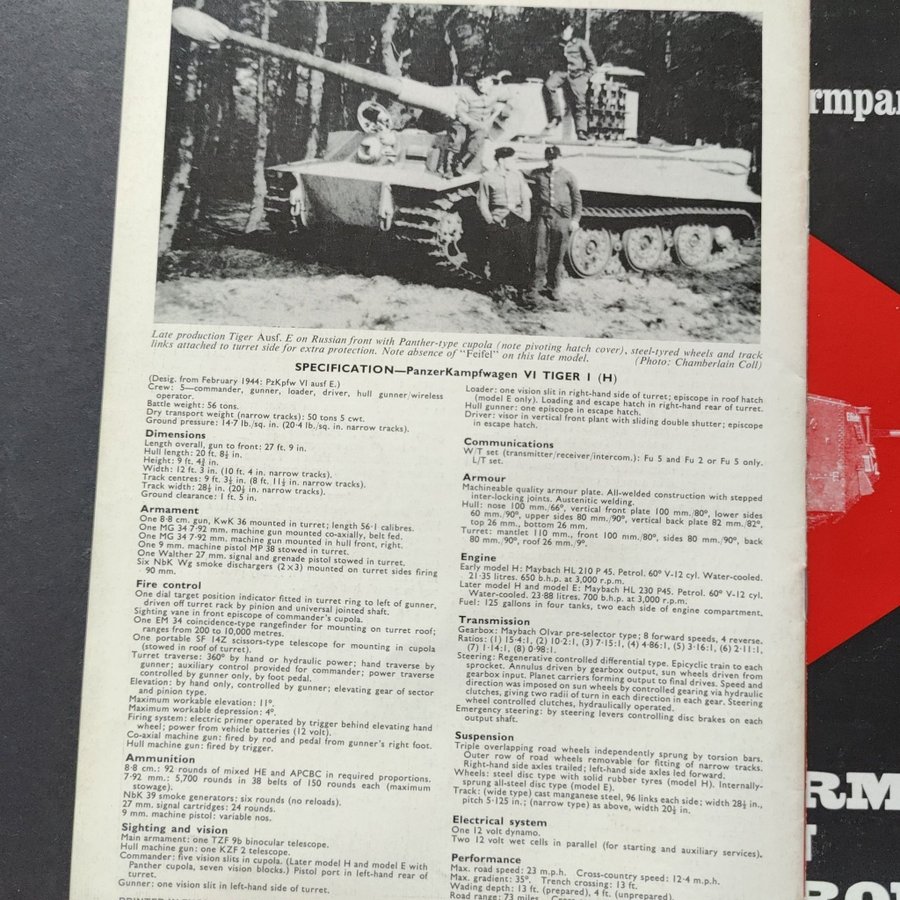 rmpar
Late production Tiger Ausf. E on Russian front with Panther-type cupola (note pivoting hatch cover), steel-tyred wheels and track
links attached to turret side for extra protection. Note absence of "Feifel" on this late model. (Photo: Chamberlain Coll)
SPECIFICATION—PanzerKampfwagen VI TIGER I (H)
(Desig. from February 1944: PzKpfw VI ausf E.)
Crew: 5—commander, gunner, loader, driver, hull gunner/wireless
operator.
Battle weight: 56 tons.
Dry transport weight (narrow tracks): 50 tons 5 cwt.
Ground pressure: 14·7 lb./sq. in. (20·4 lb./sq. in. narrow tracks).
Dimensions
Length overall, gun to front: 27 ft. 9 in.
Hull length: 20 ft. 8½ in.
Height: 9 ft. 4¾ in.
Width: 12 ft. 3 in. (10 ft. 4 in. narrow tracks).
Track centres: 9 ft. 3½ in. (8 ft. 11½ in. narrow tracks).
Track width: 28½ in. (20½ in. narrow tracks).
Ground clearance: 1 ft. 5 in.
Armament
One 8·8 cm. gun, KwK 36 mounted in turret; length 56·1 calibres.
One MG 34 7·92 mm. machine gun mounted co-axially, belt fed.
One MG 34 7·92 mm. machine gun mounted in hull front, right.
One 9 mm. machine pistol MP 38 stowed in turret.
One Walther 27 mm. signal and grenade pistol stowed in turret.
Six NbK Wg smoke dischargers (2×3) mounted on turret sides firing
90 mm.
Fire control
One dial target position indicator fitted in turret ring to left of gunner,
driven off turret rack by pinion and universal jointed shaft.
Sighting vane in front episcope of commander's cupola.
One EM 34 coincidence-type rangefinder for mounting on turret roof;
ranges from 200 to 10,000 metres.
One portable SF 14Z scissors-type telescope for mounting in cupola
(stowed in roof of turret).
Turret traverse: 360° by hand or hydraulic power; hand traverse by
gunner; auxiliary control provided for commander; power traverse
controlled by gunner only, by foot pedal.
Elevation: by hand only, controlled by gunner; elevating gear of sector
and pinion type.
Maximum workable elevation: 11°.
Maximum workable depression: 4°.
Firing system: electric primer operated by trigger behind elevating hand
wheel; power from vehicle batteries (12 volt).
Co-axial machine gun: fired by rod and pedal from gunner's right foot.
Hull machine gun: fired by trigger.
Ammunition
8·8 cm.: 92 rounds of mixed HE and APCBC in required proportions.
7·92 mm.: 5,700 rounds in 38 belts of 150 rounds each (maximum
stowage).
NbK 39 smoke generators; six rounds (no reloads).
27 mm. signal cartridges: 24 rounds.
9 mm. machine pistol: variable nos.
Sighting and vision
Main armament: one TZF 9b binocular telescope.
Hull machine gun: one KZF 2 telescope.
Commander: five vision slits in cupola. (Later model H and model E with
Panther cupola, seven vision blocks.) Pistol port in left-hand rear of
turret.
Gunner: one vision slit in left-hand side of turret.
Loader: one vision slit in right-hand side of turret; episcope in roof hatch
(model E only). Loading and escape hatch in right-hand rear of turret.
Hull gunner: one episcope in escape hatch.
Driver: visor in vertical front plant with sliding double shutter; episcope
in escape hatch.
Communications
W/T set (transmitter/receiver/intercom.): Fu 5 and Fu 2 or Fu 5 only.
L/T set.
Armour
Machineable quality armour plate. All-welded construction with stepped
inter-locking joints. Austenitic welding.
Hull: nose 100 mm./66°, vertical front plate 100 mm./80°, lower sides
60 mm./90°, upper sides 80 mm./90°, vertical back plate 82 mm./82°,
top 26 mm., bottom 26 mm.
Turret: mantlet 110 mm., front 100 mm./80°, sides 80 mm./90°, back
80 mm./90°, roof 26 mm./9°.
Engine
Early model H: Maybach HL 210 P 45. Petrol. 60° V-12 cyl. Water-cooled.
21·35 litres. 650 b.h.p. at 3,000 r.p.m.
Later model H and model E: Maybach HL 230 P45. Petrol. 60° V-12 cyl.
Water-cooled. 23·88 litres. 700 b.h.p. at 3,000 r.p.m.
Fuel: 125 gallons in four tanks, two each side of engine compartment.
Transmission
Gearbox: Maybach Olvar pre-selector type; 8 forward speeds, 4 reverse.
Ratios: (1) 15·4:1, (2) 10·2:1, (3) 7·15:1, (4) 4·86:1, (5) 3·16:1, (6) 2·11:1,
(7) 1·14:1, (8) 0·98:1.
Steering: Regenerative controlled differential type. Epicyclic train to each
sprocket. Annulus driven by gearbox output, sun wheels driven from
gearbox input. Planet carriers forming output to final drives. Speed and
direction was imposed on sun wheels by controlled gearing via hydraulic
clutches, giving two radii of turn in each direction in each gear. Steering
wheel controlled clutches, hydraulically operated.
Emergency steering: by steering levers controlling disc brakes on each
output shaft.
Suspension
Triple overlapping road wheels independently sprung by torsion bars.
Outer row of road wheels removable for fitting of narrow tracks.
Right-hand side axles trailed; left-hand side axles led forward.
Wheels: steel disc type with solid rubber tyres (model H). Internally-
sprung all-steel disc type (model E).
Track: (wide type) cast manganese steel, 96 links each side: width 28½ in.,
pitch 5·125 in.; (narrow type) as above, width 20½ in.
Electrical system
One 12 volt dynamo.
Two 12 volt wet cells in parallel (for starting and auxiliary services).
Performance
Max. road speed: 23 m.p.h. Cross-country speed: 12·4 m.p.h.
Max. gradient: 35°. Trench crossing: 13 ft.
Wading depth: 13 ft. (prepared), 4 ft. (unprepared).
Road range: 73 miles.
RM